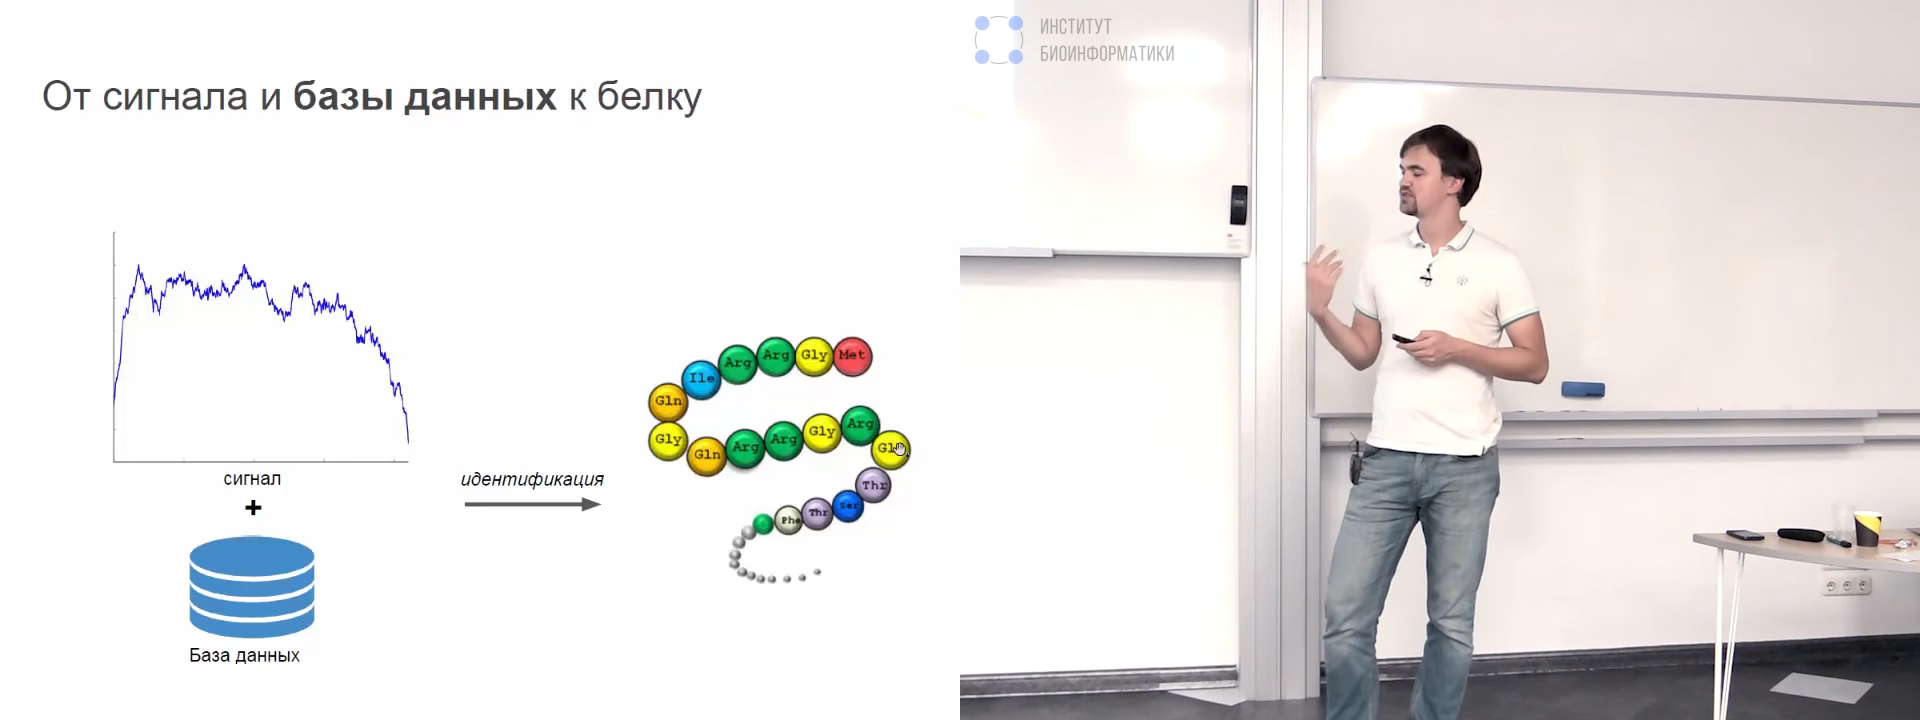 От сигнала и базы данных к белку
ИНСТИТУТ
БИОИНФОРМАТИКИ
сигнал
+
База данных
идентификация
Met
Gly
Arg
Arg
Ile
Gln
Gly
Gln
Arg
Arg
Gly
Arg
Thr
Ser
Thr
Phe